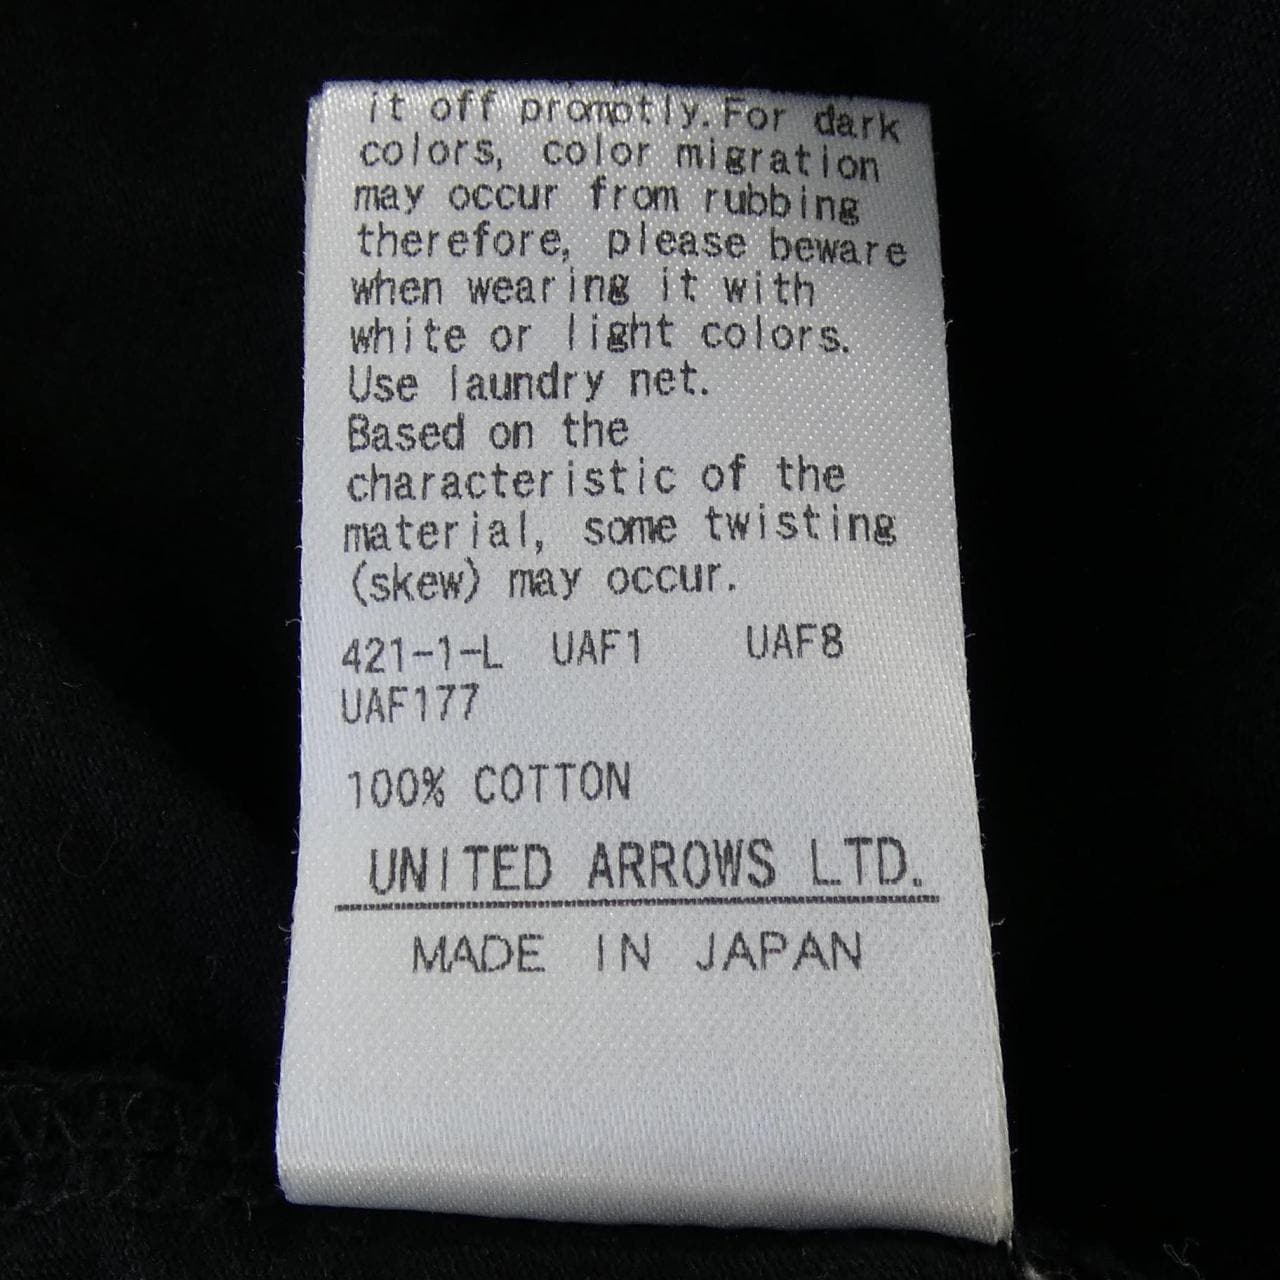 it off promptly. For dark
colors, color migration
may occur from rubbing
therefore, please beware
when wearing it with
white or light colors.
Use laundry net.
Based on the
characteristic of the
material, some twisting
(skew) may occur.
421-1-L UAF1 UAF8
UAF177
100% COTTON
UNITED ARROWS LTD.
MADE IN JAPAN